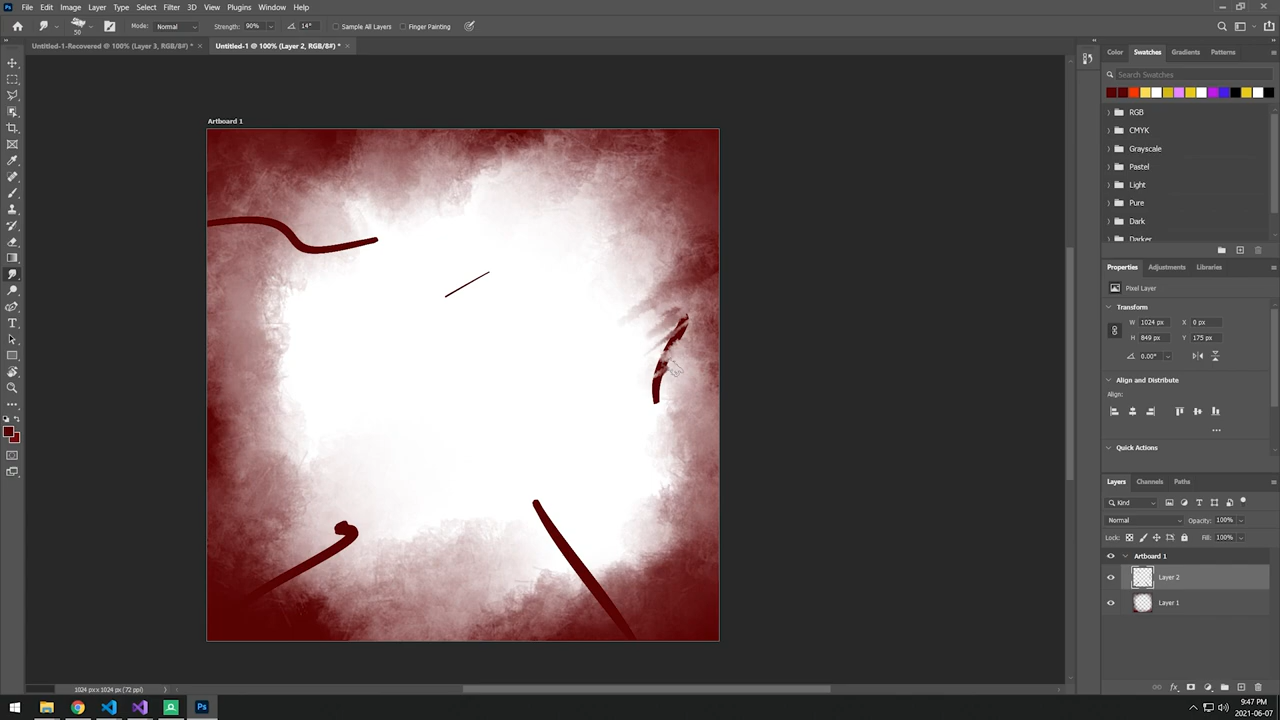 File Edit Image Layer Type Select Filter 3D View Plugins Window Help
50 Mode: Normal Strength: 90% 14° Sample All Layers Finger Painting
Untitled-1-Recovered @ 100% (Layer 3, RGB/8#) * × Untitled-1 @ 100% (Layer 2, RGB/8#) * ×
Color Swatches Gradients Patterns
Search Swatches
RGB
CMYK
Grayscale
Pastel
Light
Pure
Dark
Darker
Artboard 1
Properties Adjustments Libraries
Pixel Layer
Transform
W 1024 px X 0 px
H 849 px Y 175 px
0.00°
Align and Distribute
Align:
Quick Actions
Layers Channels Paths
Kind
Normal Opacity: 100%
Lock: Fill: 100%
Artboard 1
Layer 2
Layer 1
1024 px x 1024 px (72 ppi)
Ps
9:47 PM
2021-06-07